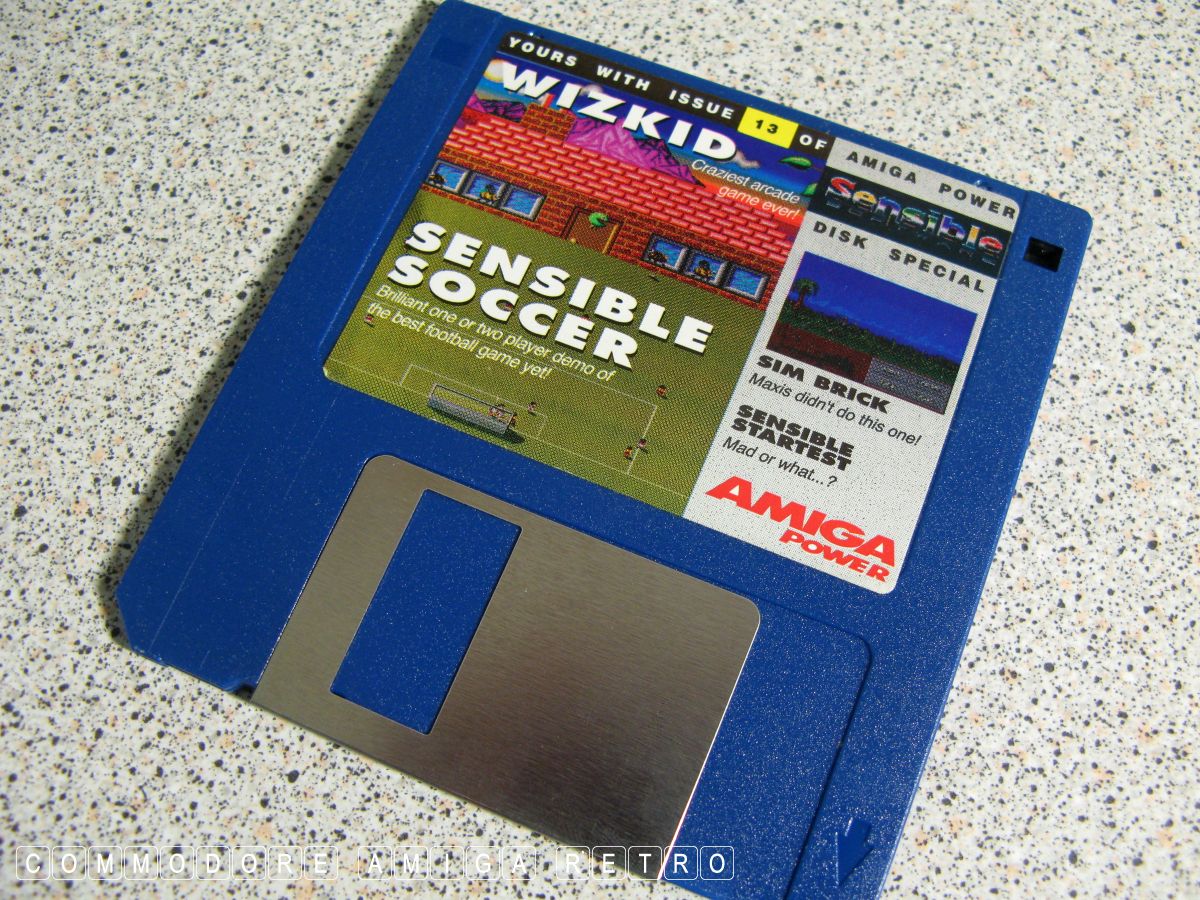 YOURS WITH ISSUE 13 OF
AMIGA POWER
WIZKID
Craziest arcade
game ever!
Sensible
DISK SPECIAL
SENSIBLE
SOCCER
Brilliant one or two player demo of
the best football game yet!
SIM BRICK
Maxis didn't do this one!
SENSIBLE
STARTEST
Mad or what...?
AMIGA
POWER
COMMODORE AMIGA RETRO